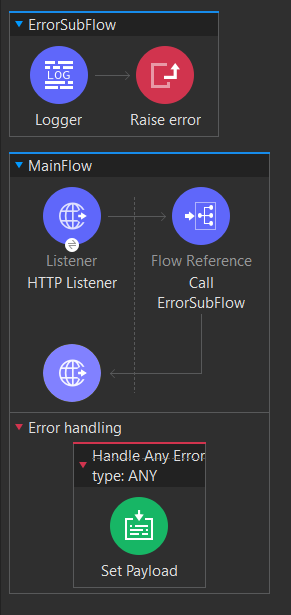 ErrorSubFlow
LOG
Logger
Raise error
MainFlow
Listener
HTTP Listener
Flow Reference
Call
ErrorSubFlow
Error handling
Handle Any Error
type: ANY
Set Payload